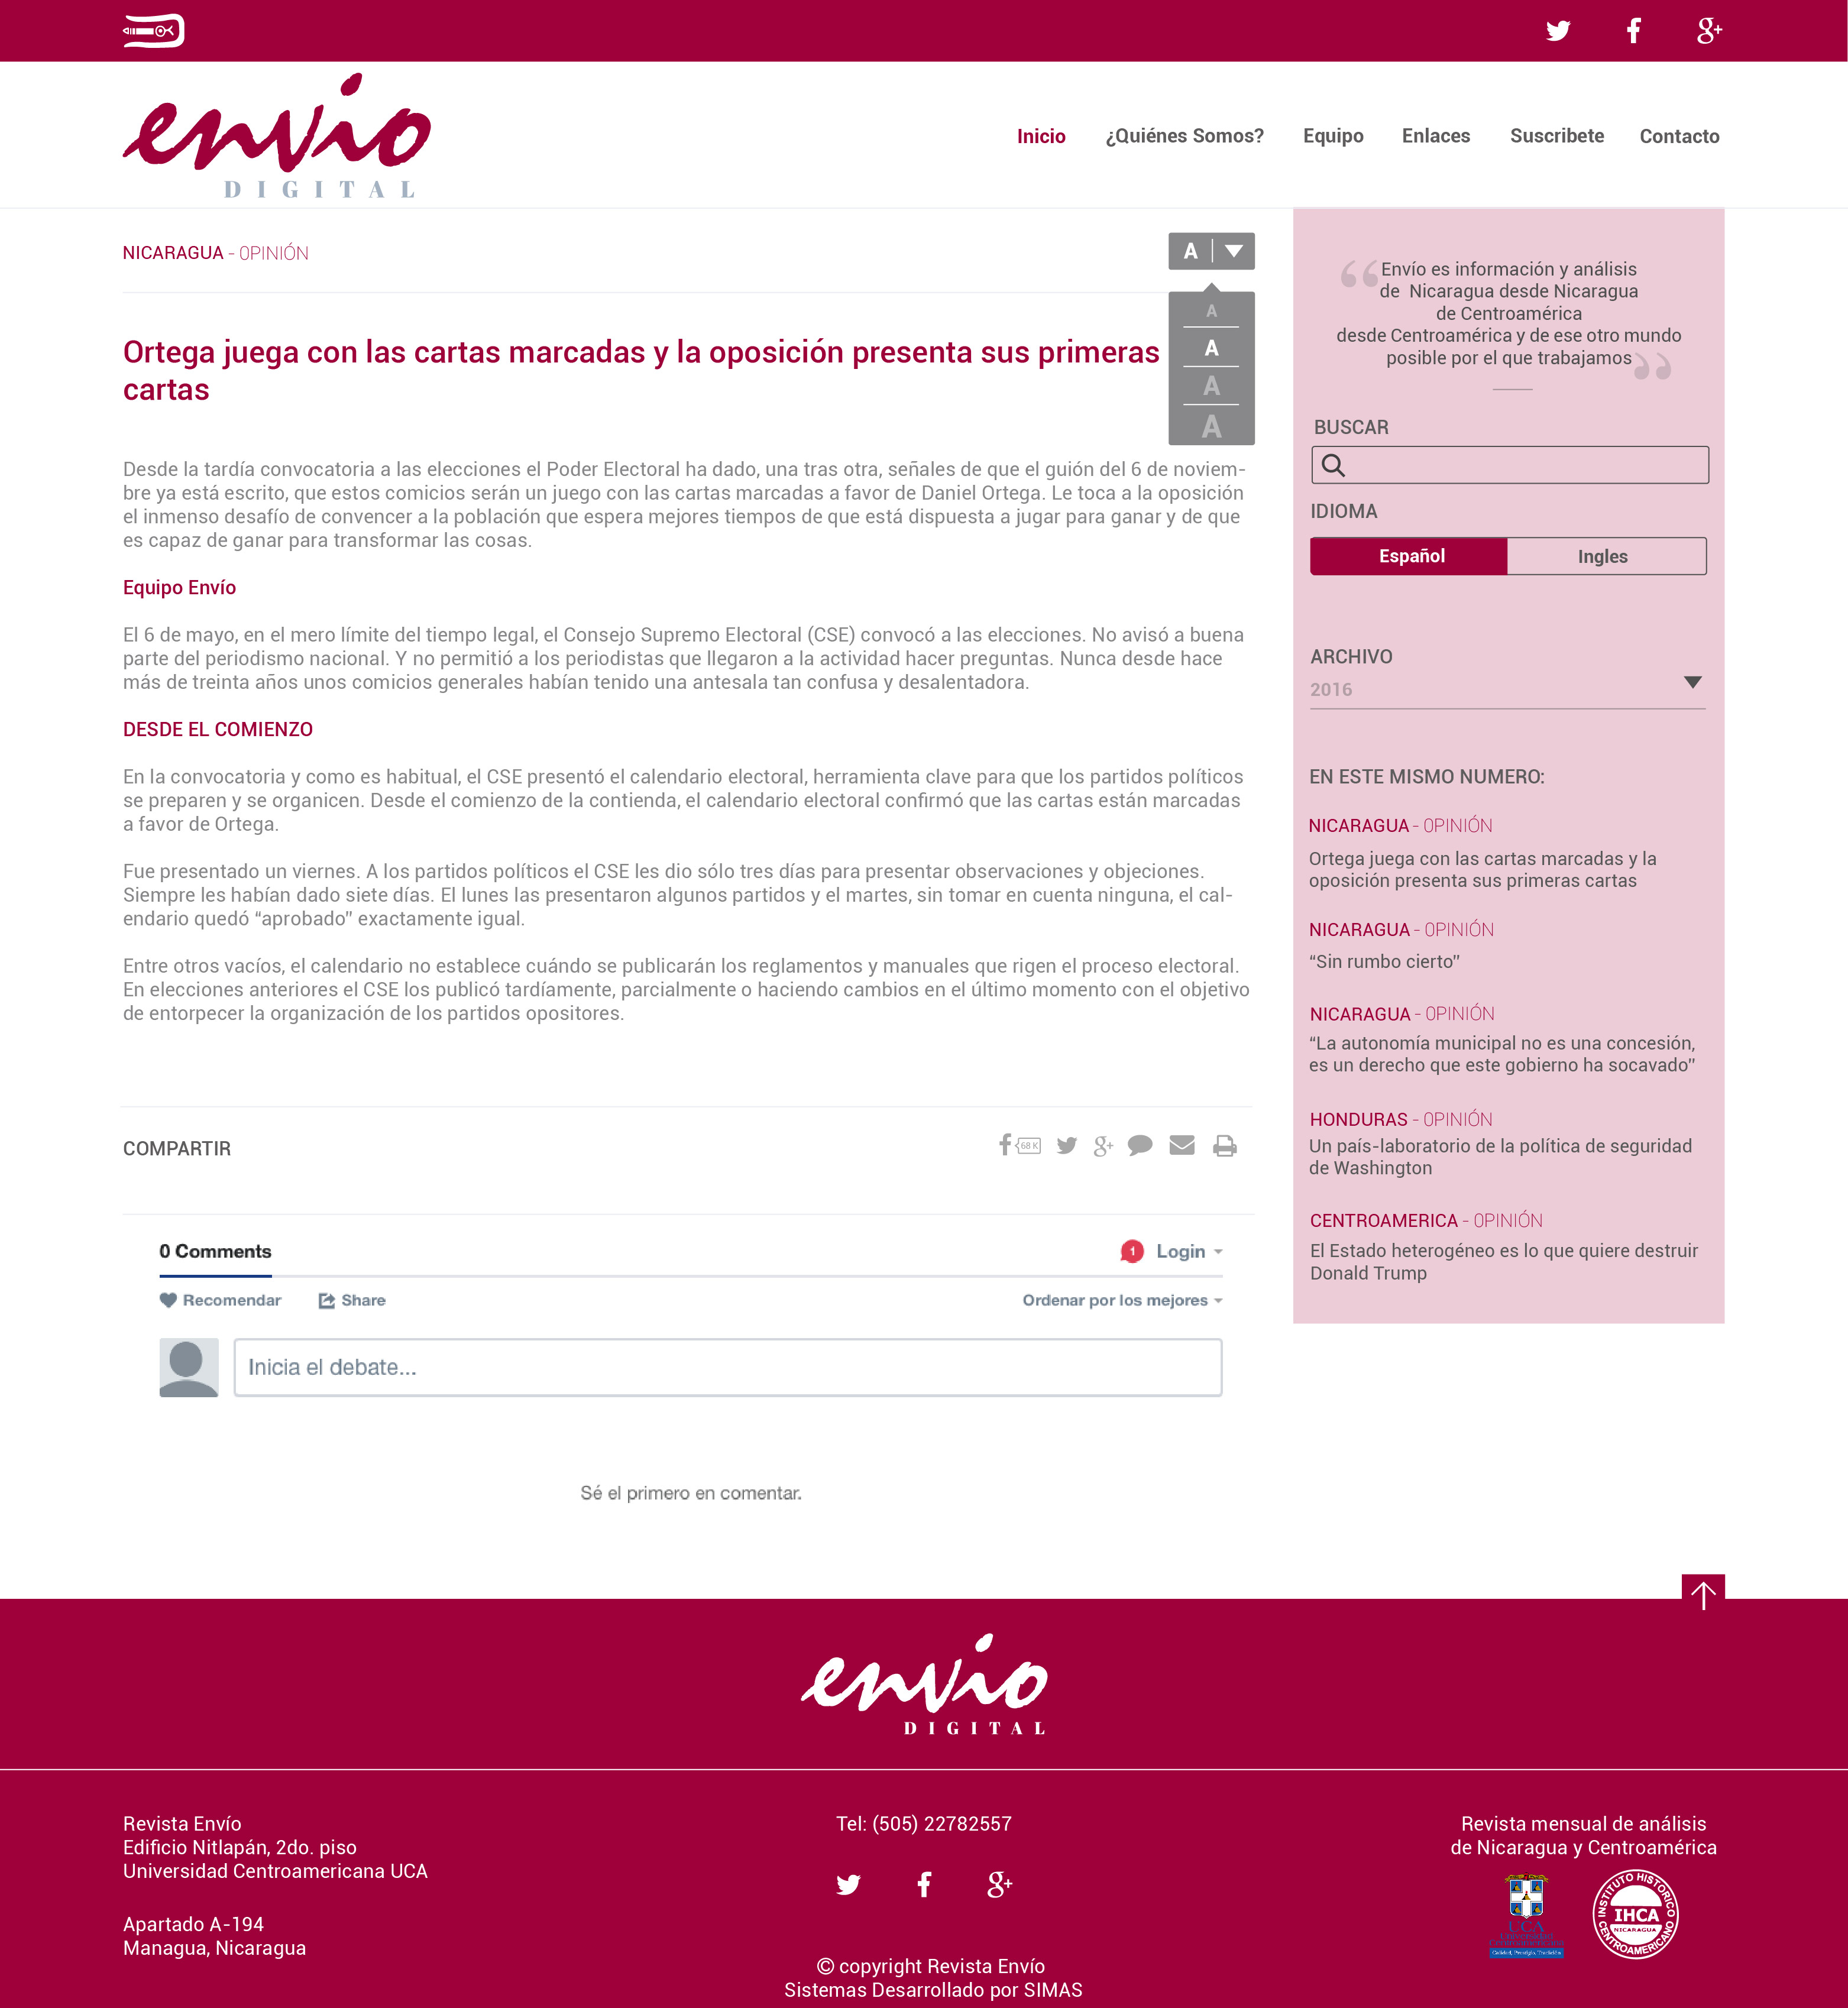 envío
DIGITAL
Inicio ¿Quiénes Somos? Equipo Enlaces Suscribete Contacto
NICARAGUA - 0PINIÓN
A
A
A
A
A
Ortega juega con las cartas marcadas y la oposición presenta sus primeras
cartas
Desde la tardía convocatoria a las elecciones el Poder Electoral ha dado, una tras otra, señales de que el guión del 6 de noviem-
bre ya está escrito, que estos comicios serán un juego con las cartas marcadas a favor de Daniel Ortega. Le toca a la oposición
el inmenso desafío de convencer a la población que espera mejores tiempos de que está dispuesta a jugar para ganar y de que
es capaz de ganar para transformar las cosas.
Equipo Envío
El 6 de mayo, en el mero límite del tiempo legal, el Consejo Supremo Electoral (CSE) convocó a las elecciones. No avisó a buena
parte del periodismo nacional. Y no permitió a los periodistas que llegaron a la actividad hacer preguntas. Nunca desde hace
más de treinta años unos comicios generales habían tenido una antesala tan confusa y desalentadora.
DESDE EL COMIENZO
En la convocatoria y como es habitual, el CSE presentó el calendario electoral, herramienta clave para que los partidos políticos
se preparen y se organicen. Desde el comienzo de la contienda, el calendario electoral confirmó que las cartas están marcadas
a favor de Ortega.
Fue presentado un viernes. A los partidos políticos el CSE les dio sólo tres días para presentar observaciones y objeciones.
Siempre les habían dado siete días. El lunes las presentaron algunos partidos y el martes, sin tomar en cuenta ninguna, el cal-
endario quedó “aprobado” exactamente igual.
Entre otros vacíos, el calendario no establece cuándo se publicarán los reglamentos y manuales que rigen el proceso electoral.
En elecciones anteriores el CSE los publicó tardíamente, parcialmente o haciendo cambios en el último momento con el objetivo
de entorpecer la organización de los partidos opositores.
COMPARTIR
68 K
0 Comments
1 Login
Recomendar Share
Ordenar por los mejores
Inicia el debate...
Sé el primero en comentar.
“Envío es información y análisis
de Nicaragua desde Nicaragua
de Centroamérica
desde Centroamérica y de ese otro mundo
posible por el que trabajamos”
BUSCAR
IDIOMA
Español Ingles
ARCHIVO
2016
EN ESTE MISMO NUMERO:
NICARAGUA - 0PINIÓN
Ortega juega con las cartas marcadas y la
oposición presenta sus primeras cartas
NICARAGUA - 0PINIÓN
“Sin rumbo cierto”
NICARAGUA - 0PINIÓN
“La autonomía municipal no es una concesión,
es un derecho que este gobierno ha socavado”
HONDURAS - 0PINIÓN
Un país-laboratorio de la política de seguridad
de Washington
CENTROAMERICA - 0PINIÓN
El Estado heterogéneo es lo que quiere destruir
Donald Trump
envío
DIGITAL
Revista Envío
Edificio Nitlapán, 2do. piso
Universidad Centroamericana UCA
Apartado A-194
Managua, Nicaragua
Tel: (505) 22782557
© copyright Revista Envío
Sistemas Desarrollado por SIMAS
Revista mensual de análisis
de Nicaragua y Centroamérica
UCA
Universidad
Centroamericana
Calidad, Prestigio, Tradición
INSTITUTO HISTORICO
IHCA
NICARAGUA
CENTROAMERICANO